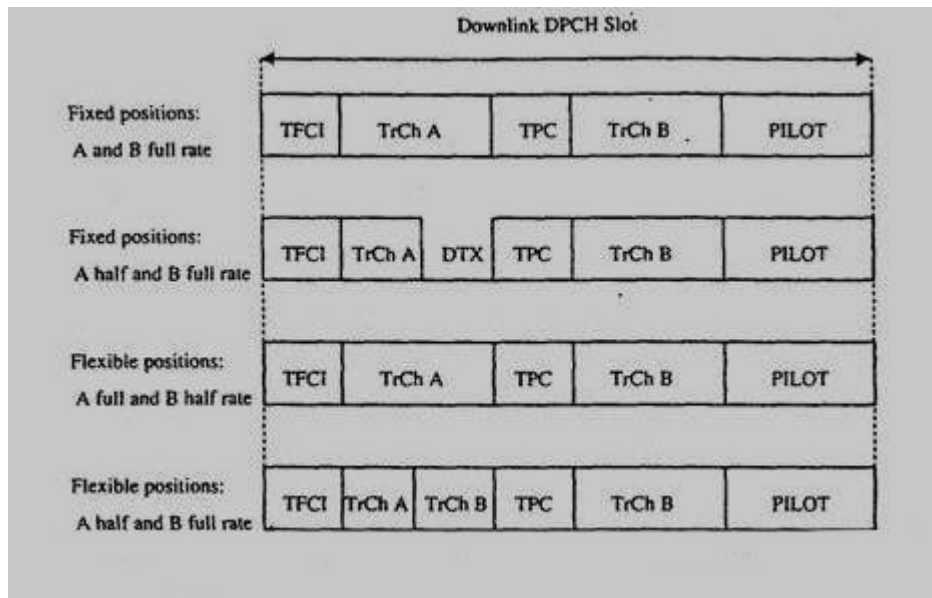 Downlink DPCH Slot
Fixed positions:
A and B full rate
TFCI TrCh A TPC TrCh B PILOT
Fixed positions:
A half and B full rate
TFCI TrCh A DTX TPC TrCh B PILOT
Flexible positions:
A full and B half rate
TFCI TrCh A TPC TrCh B PILOT
Flexible positions:
A half and B full rate
TFCI TrCh A TrCh B TPC TrCh B PILOT